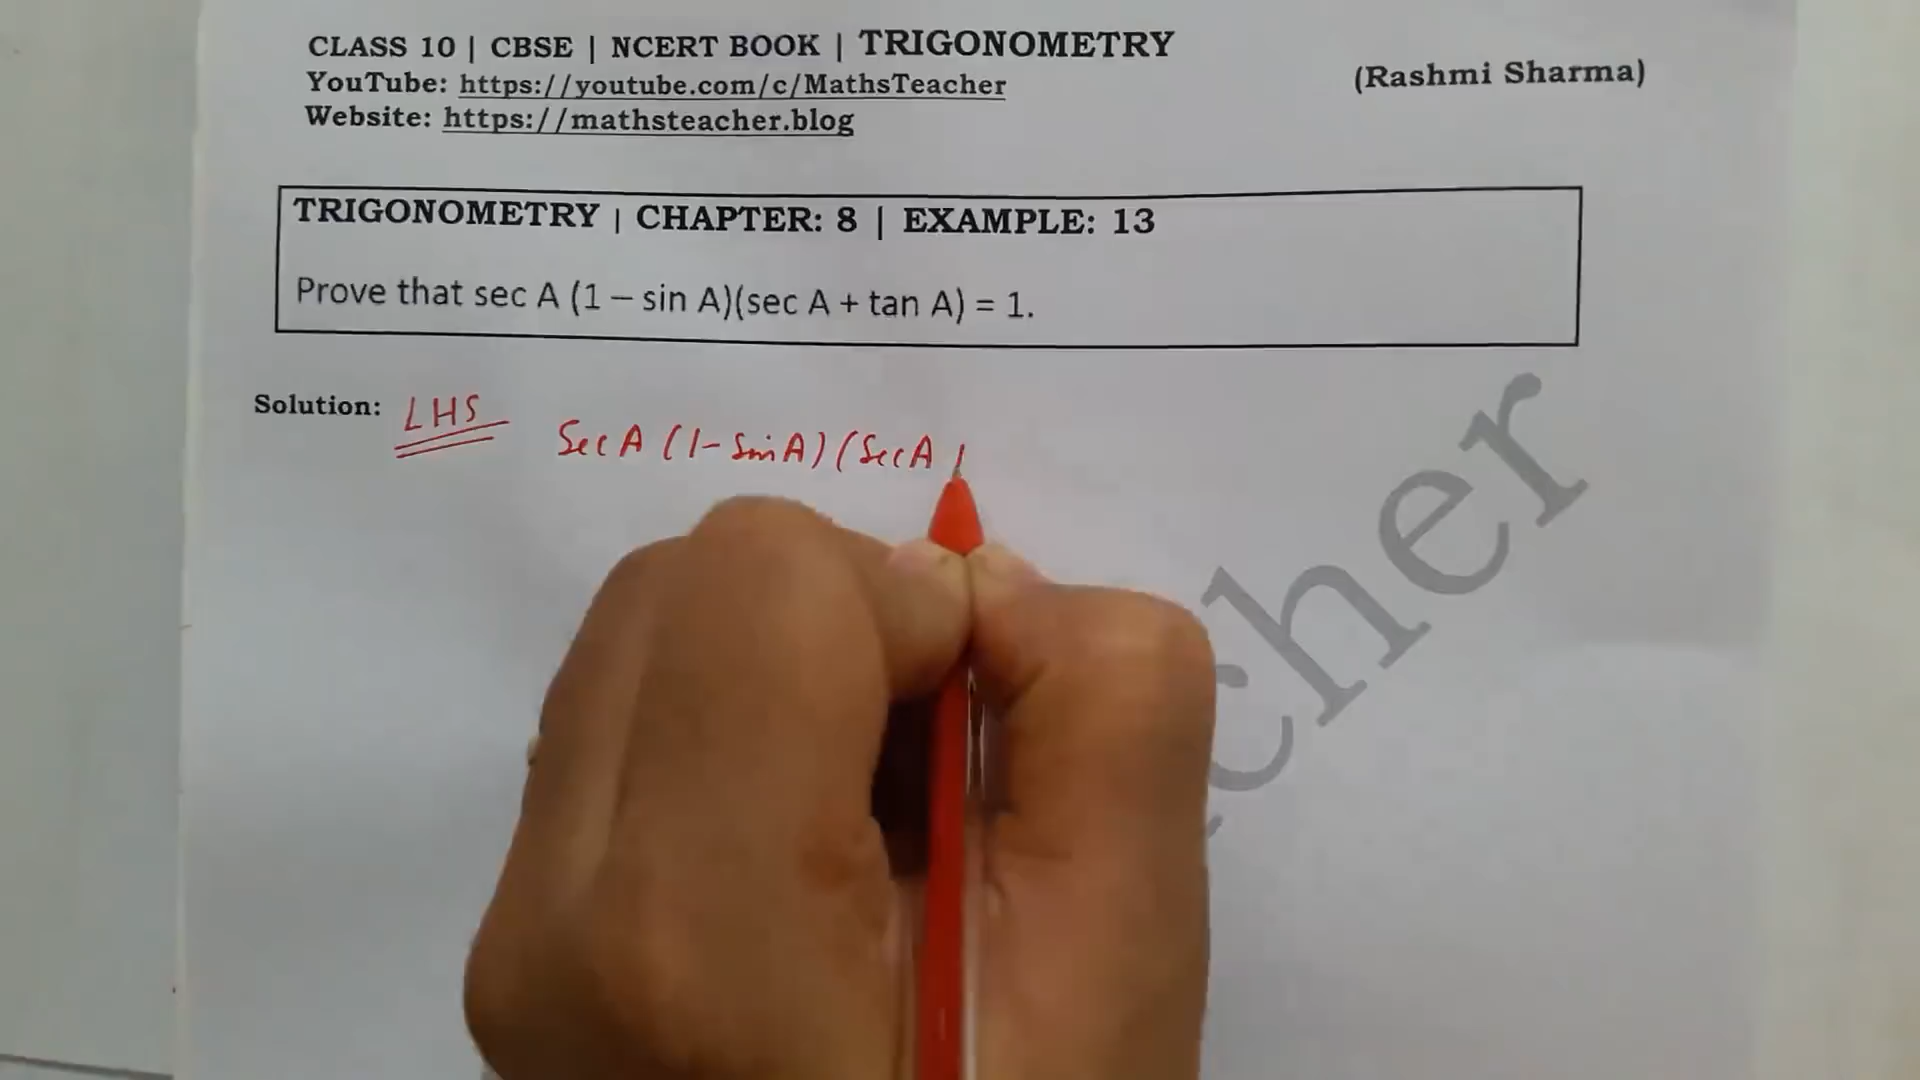 CLASS 10 | CBSE | NCERT BOOK | TRIGONOMETRY
YouTube: https://youtube.com/c/MathsTeacher
(Rashmi Sharma)
Website: https://mathsteacher.blog
TRIGONOMETRY | CHAPTER: 8 | EXAMPLE: 13
Prove that sec A (1 – sin A)(sec A + tan A) = 1.
Solution: LHS Sec A (1 - Sin A) (Sec A